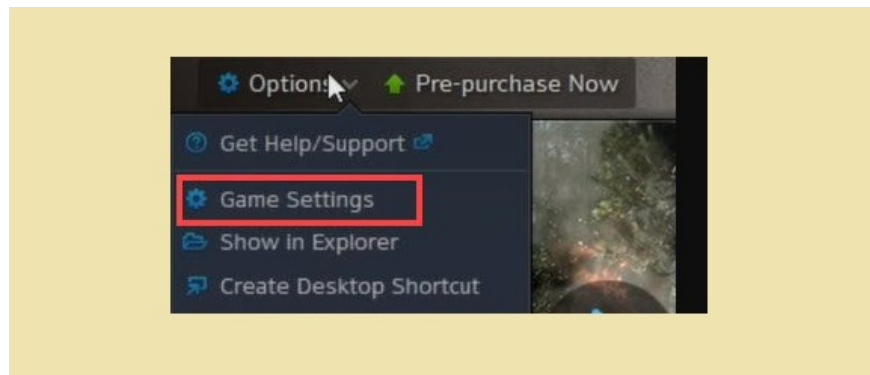 Options Pre-purchase Now
Get Help/Support
Game Settings
Show in Explorer
Create Desktop Shortcut